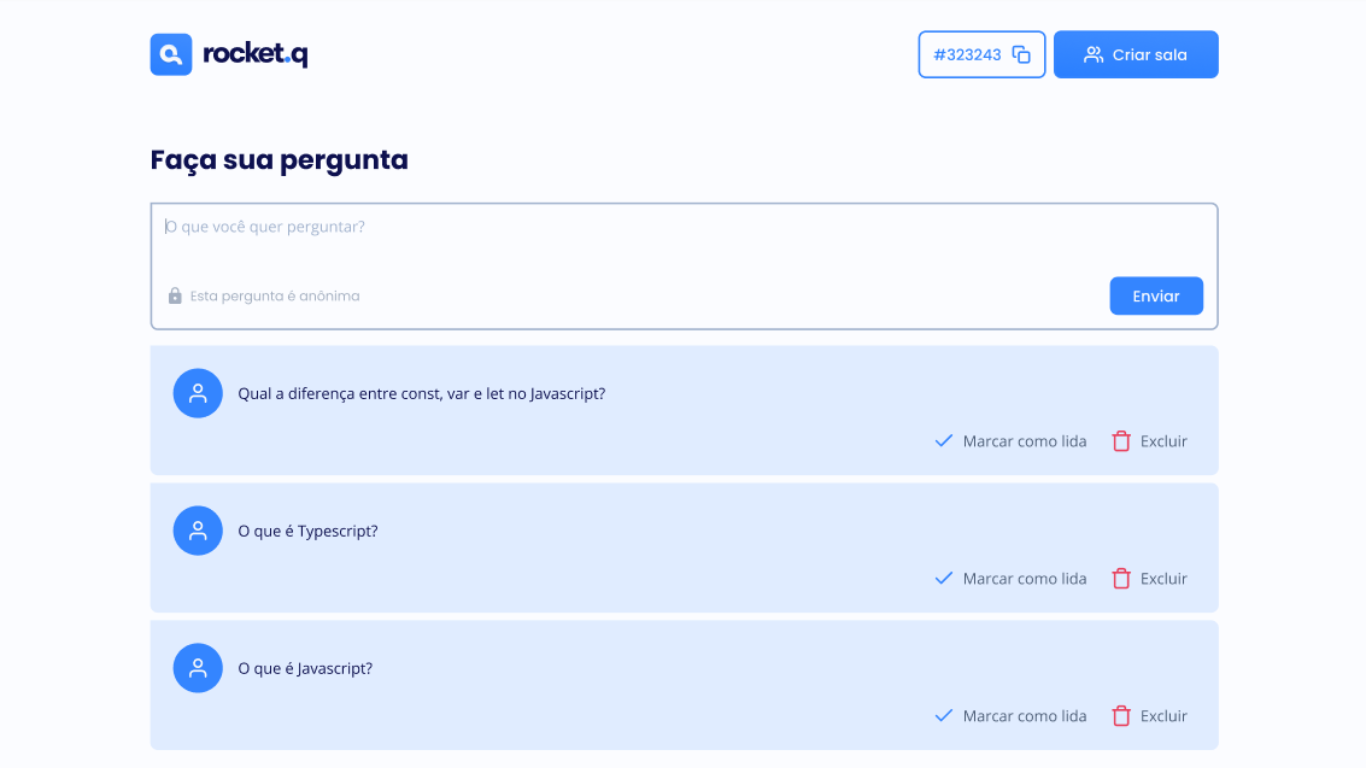 rocket.q
#323243
Criar sala
Faça sua pergunta
O que você quer perguntar?
Esta pergunta é anônima
Enviar
Qual a diferença entre const, var e let no Javascript?
Marcar como lida
Excluir
O que é Typescript?
Marcar como lida
Excluir
O que é Javascript?
Marcar como lida
Excluir